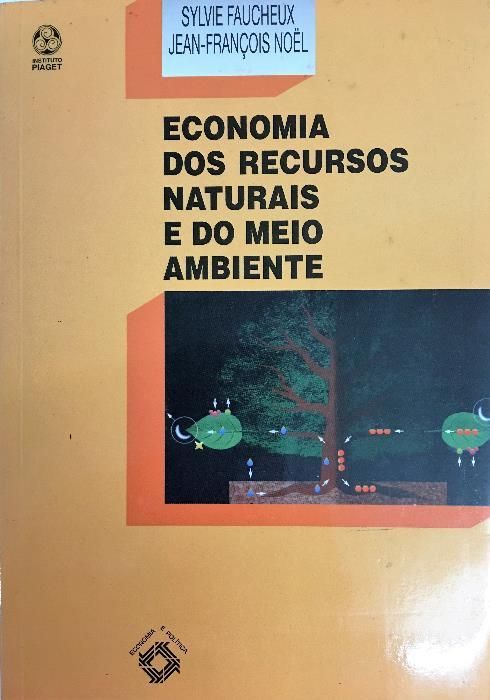 SYLVIE FAUCHEUX
JEAN-FRANÇOIS NOËL
INSTITUTO
PIAGET
ECONOMIA
DOS RECURSOS
NATURAIS
E DO MEIO
AMBIENTE
ECONOMIA E POLÍTICA